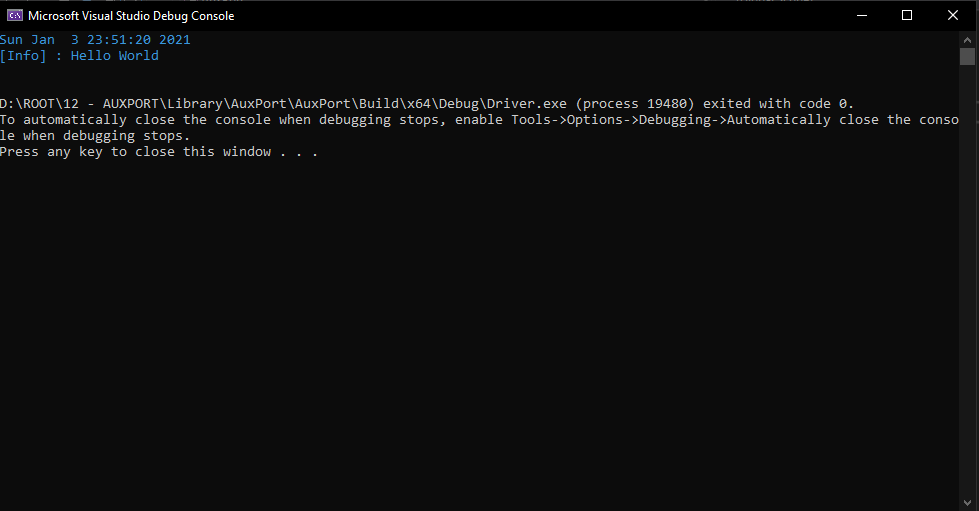 Microsoft Visual Studio Debug Console
Sun Jan  3 23:51:20 2021
[Info] : Hello World
D:\ROOT\12 - AUXPORT\Library\AuxPort\AuxPort\Build\x64\Debug\Driver.exe (process 19480) exited with code 0.
To automatically close the console when debugging stops, enable Tools->Options->Debugging->Automatically close the conso
le when debugging stops.
Press any key to close this window . . .